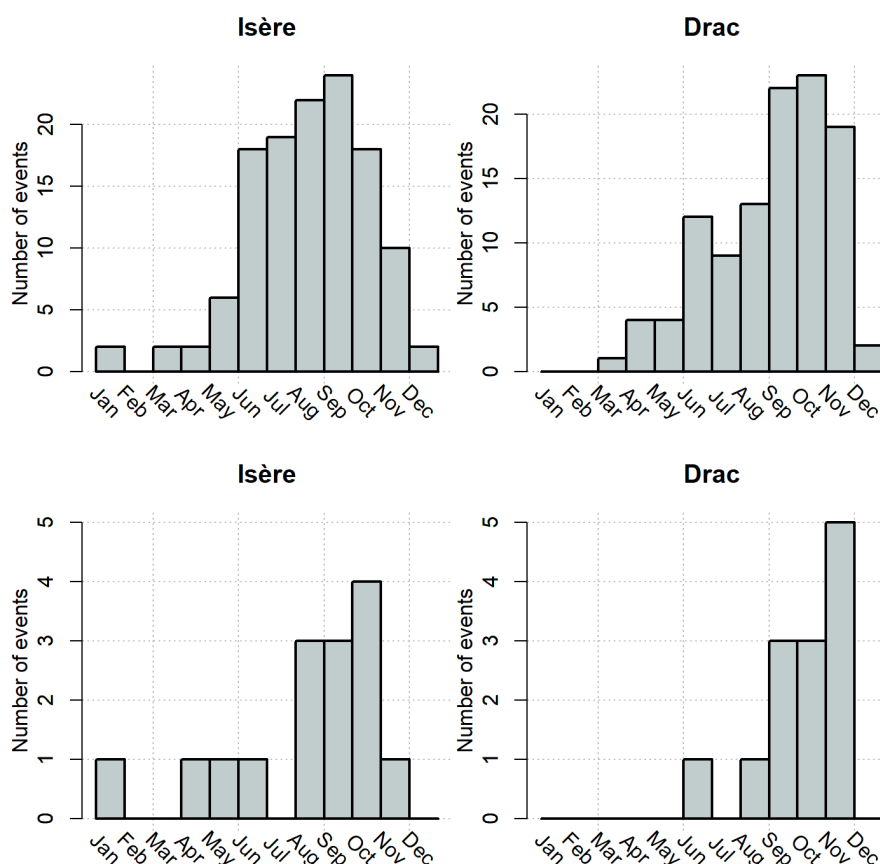 Isère
Number of events
0
5
10
15
20
Jan
Feb
Mar
Apr
May
Jun
Jul
Aug
Sep
Oct
Nov
Dec
Drac
Number of events
0
5
10
15
20
Jan
Feb
Mar
Apr
May
Jun
Jul
Aug
Sep
Oct
Nov
Dec
Isère
Number of events
0
1
2
3
4
5
Jan
Feb
Mar
Apr
May
Jun
Jul
Aug
Sep
Oct
Nov
Dec
Drac
Number of events
0
1
2
3
4
5
Jan
Feb
Mar
Apr
May
Jun
Jul
Aug
Sep
Oct
Nov
Dec